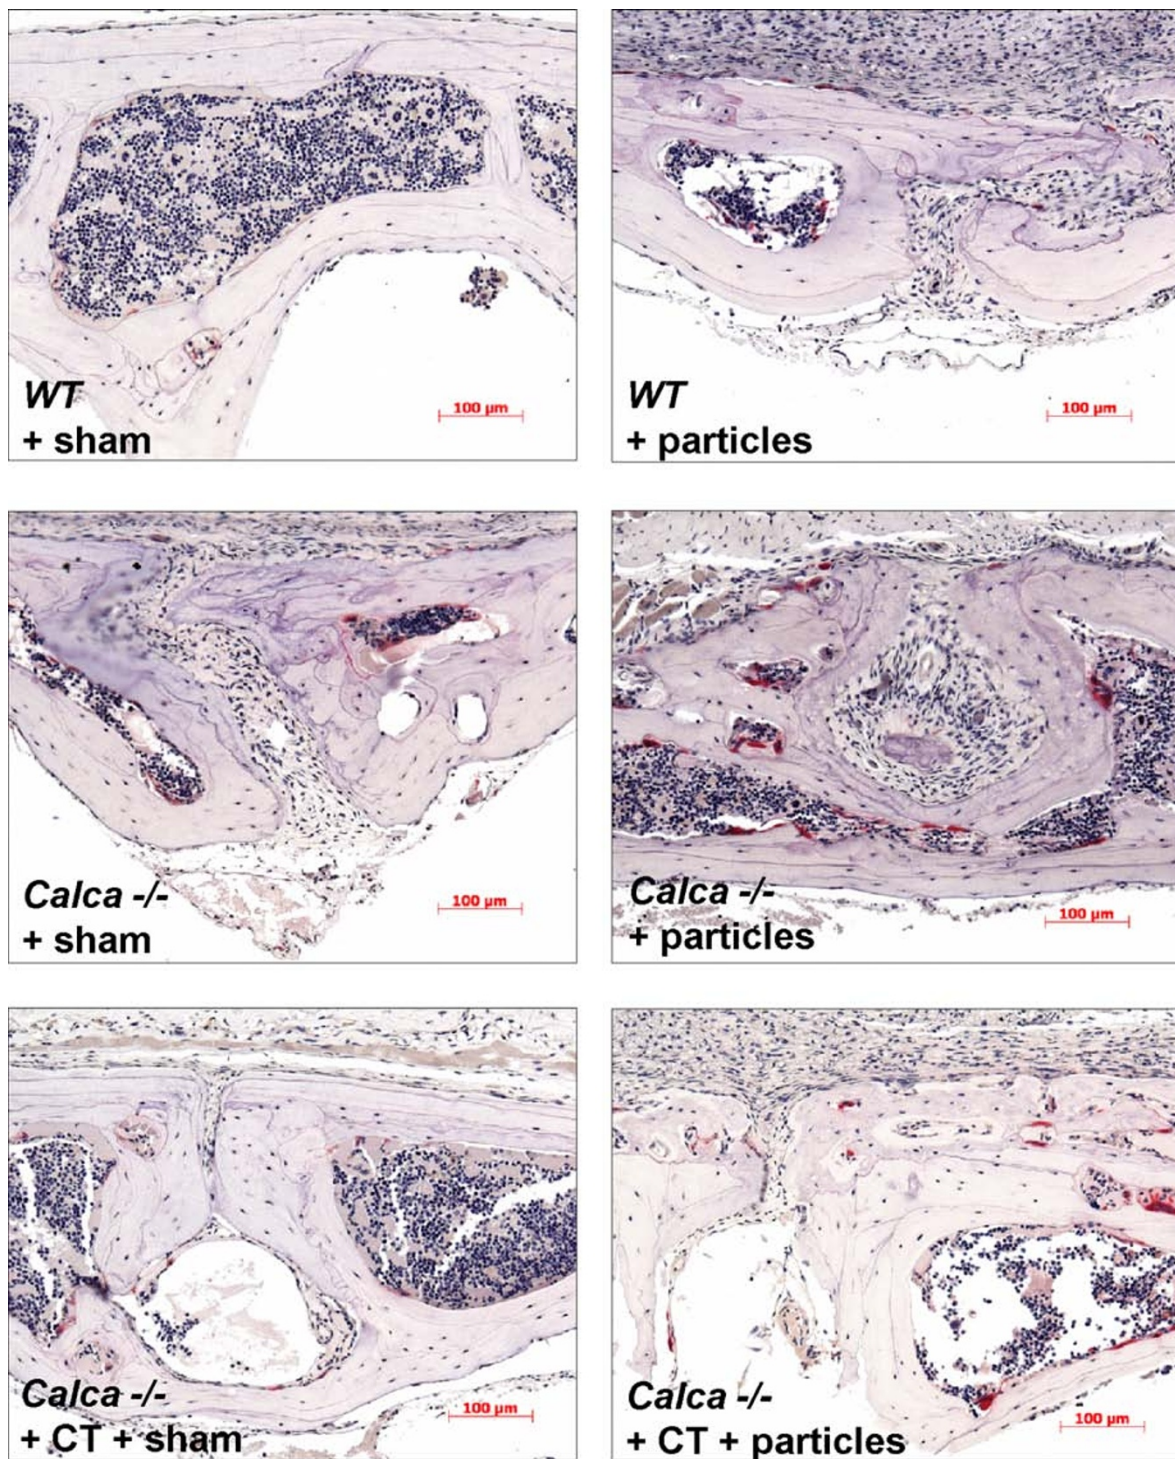 WT
+ sham
100 µm
WT
+ particles
100 µm
Calca -/-
+ sham
100 µm
Calca -/-
+ particles
100 µm
Calca -/-
+ CT + sham
100 µm
Calca -/-
+ CT + particles
100 µm